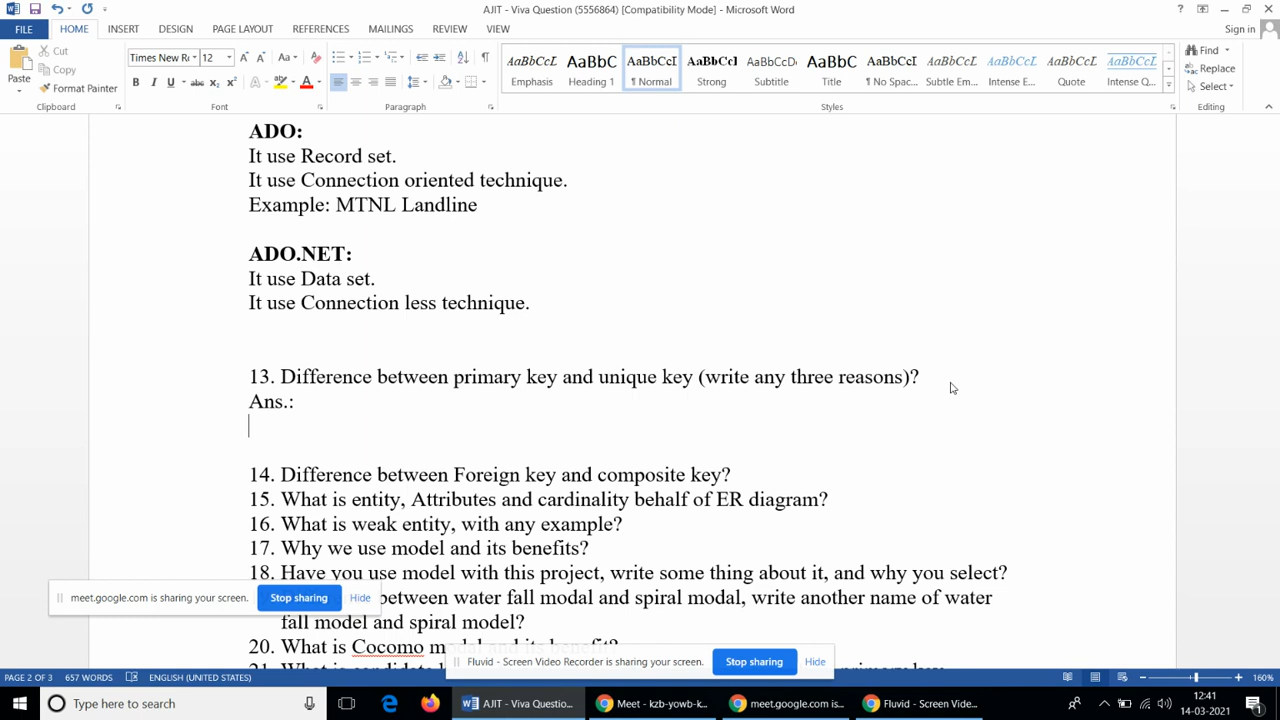 AJIT - Viva Question (5556864) [Compatibility Mode] - Microsoft Word
FILE HOME INSERT DESIGN PAGE LAYOUT REFERENCES MAILINGS REVIEW VIEW Sign in
Paste Cut Copy Format Painter
Times New Ro 12
AaBbCcL AaBbC AaBbCcI AaBbCcI AaBbCcD AaBbC AaBbCcI AaBbCcL AaBbCcL AaBbCcL AaBbCcL
Emphasis Heading 1 ¶ Normal Strong Subtitle Title ¶ No Spac... Subtle Em... Intense E... Quote Intense Q...
Find Replace Select
Clipboard Font Paragraph Styles Editing
ADO:
It use Record set.
It use Connection oriented technique.
Example: MTNL Landline
ADO.NET:
It use Data set.
It use Connection less technique.
13. Difference between primary key and unique key (write any three reasons)?
Ans.:
14. Difference between Foreign key and composite key?
15. What is entity, Attributes and cardinality behalf of ER diagram?
16. What is weak entity, with any example?
17. Why we use model and its benefits?
18. Have you use model with this project, write some thing about it, and why you select?
between water fall modal and spiral modal, write another name of water
fall model and spiral model?
20. What is Cocomo modal and its benefit?
meet.google.com is sharing your screen. Stop sharing Hide
Fluvid - Screen Video Recorder is sharing your screen. Stop sharing Hide
PAGE 2 OF 3 657 WORDS ENGLISH (UNITED STATES) 160%
Type here to search
AJIT - Viva Questio... Meet - kzb-yowb-k... meet.google.com is... Fluvid - Screen Vide...
12:41
14-03-2021